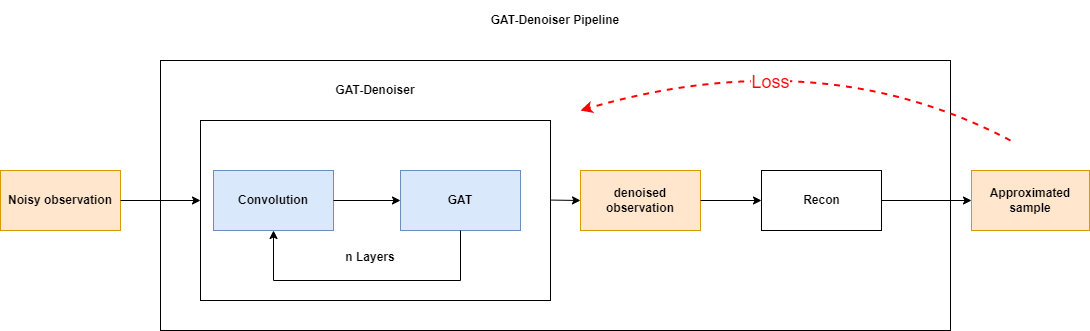 GAT-Denoiser Pipeline
GAT-Denoiser
Loss
Noisy observation
Convolution
GAT
denoised
observation
Recon
Approximated
sample
n Layers